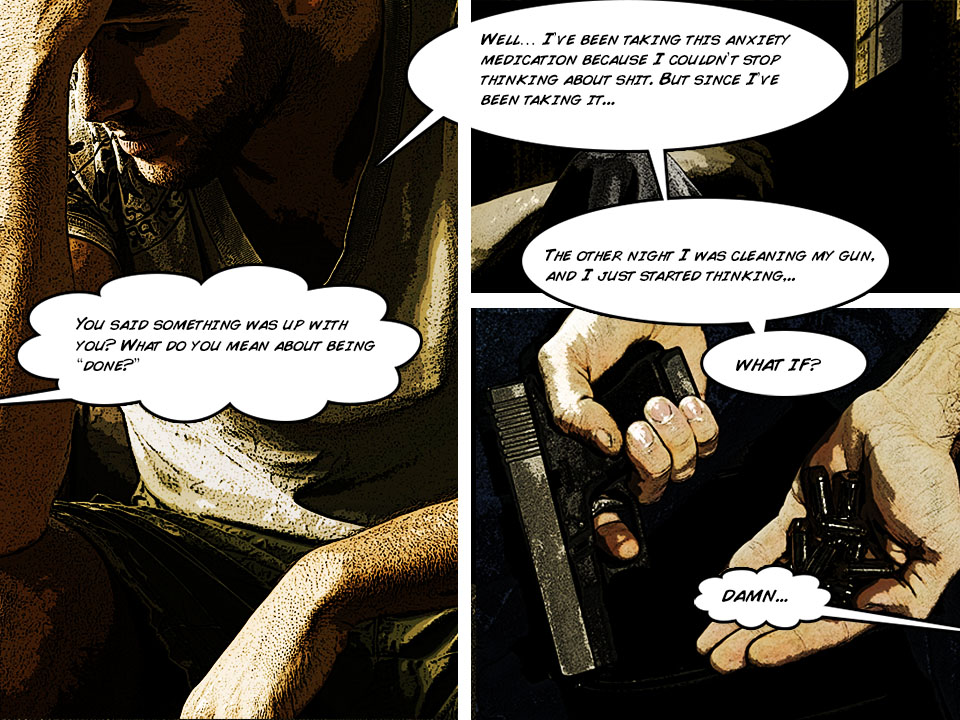 You said something was up with
you? What do you mean about being
“done?”
Well... I've been taking this anxiety
medication because I couldn't stop
thinking about shit. But since I've
been taking it...
The other night I was cleaning my gun,
and I just started thinking,..
What if?
Damn...